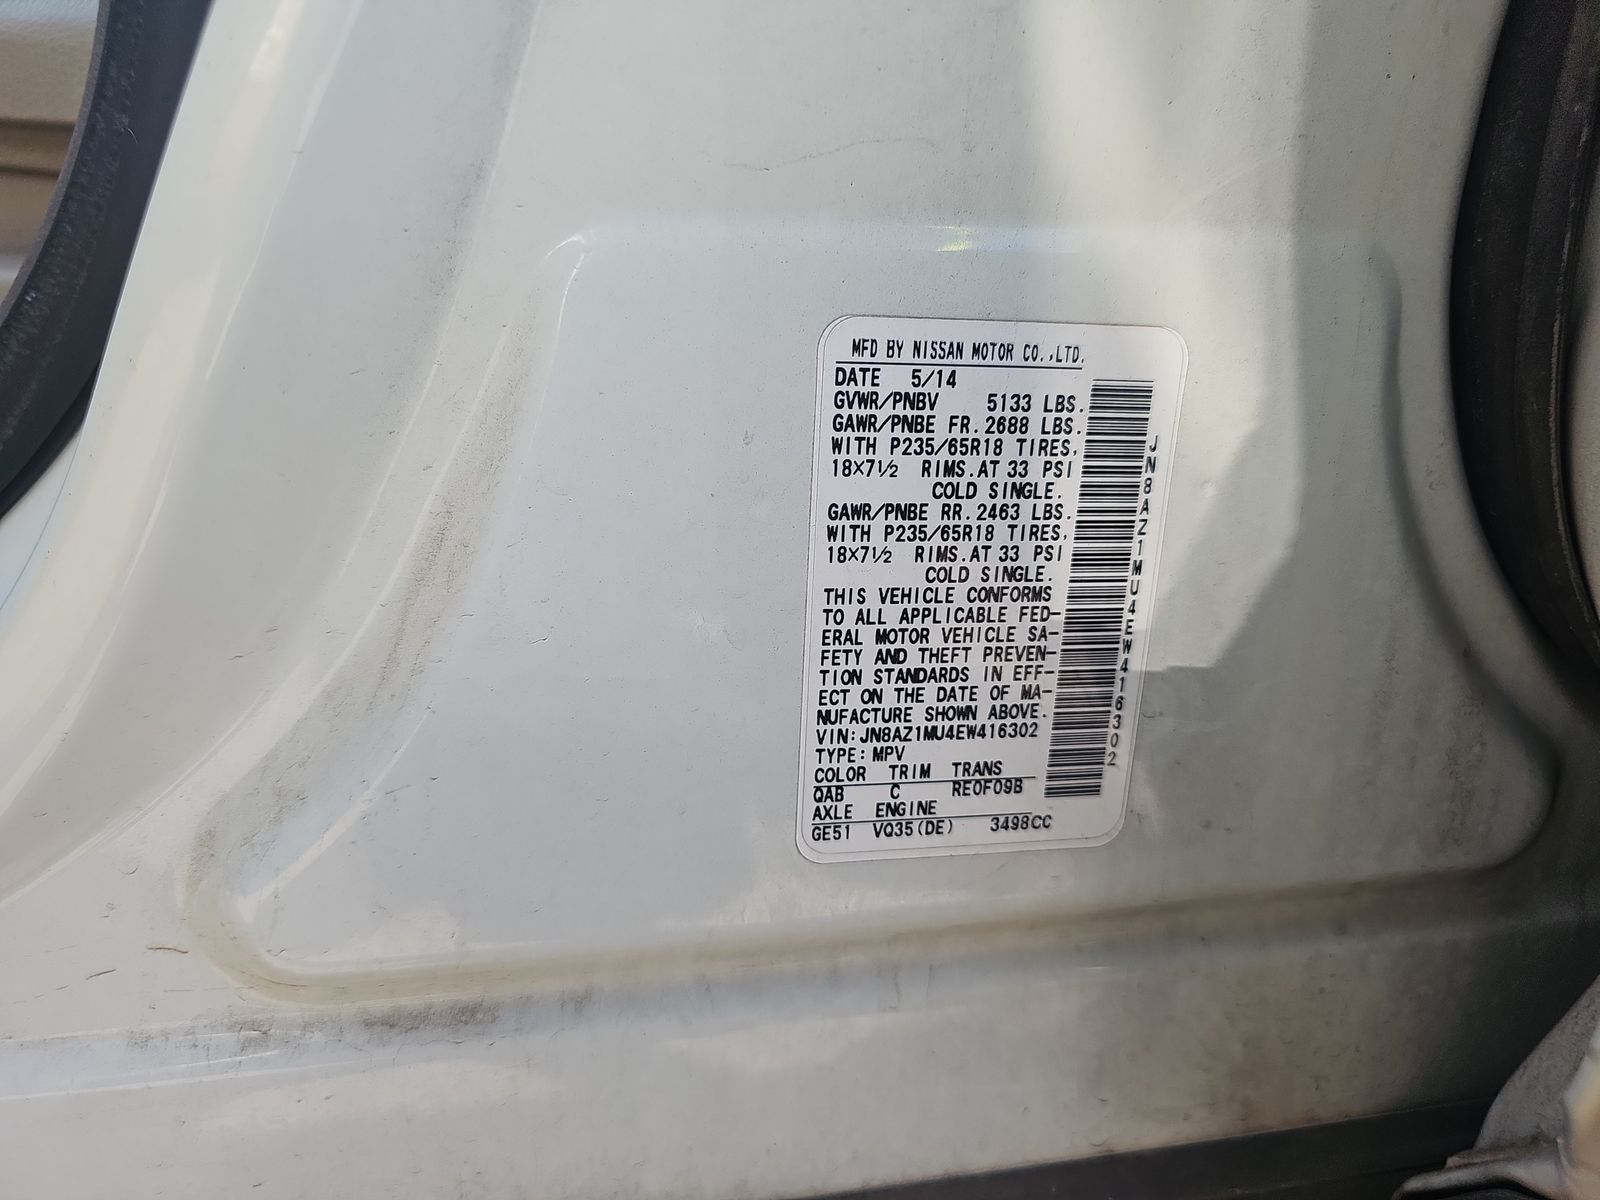 MFD BY NISSAN MOTOR CO.,LTD.
DATE 5/14
GVWR/PNBV 5133 LBS.
GAWR/PNBE FR. 2688 LBS.
WITH P235/65R18 TIRES,
18×7½ RIMS.AT 33 PSI
COLD SINGLE.
GAWR/PNBE RR. 2463 LBS.
WITH P235/65R18 TIRES,
18×7½ RIMS.AT 33 PSI
COLD SINGLE.
THIS VEHICLE CONFORMS
TO ALL APPLICABLE FED-
ERAL MOTOR VEHICLE SA-
FETY AND THEFT PREVEN-
TION STANDARDS IN EFF-
ECT ON THE DATE OF MA-
NUFACTURE SHOWN ABOVE.
VIN:JN8AZ1MU4EW416302
TYPE:MPV
COLOR TRIM TRANS
QAB C RE0F09B
AXLE ENGINE
GE51 VQ35(DE) 3498CC
JN8AZ1MU4EW416302